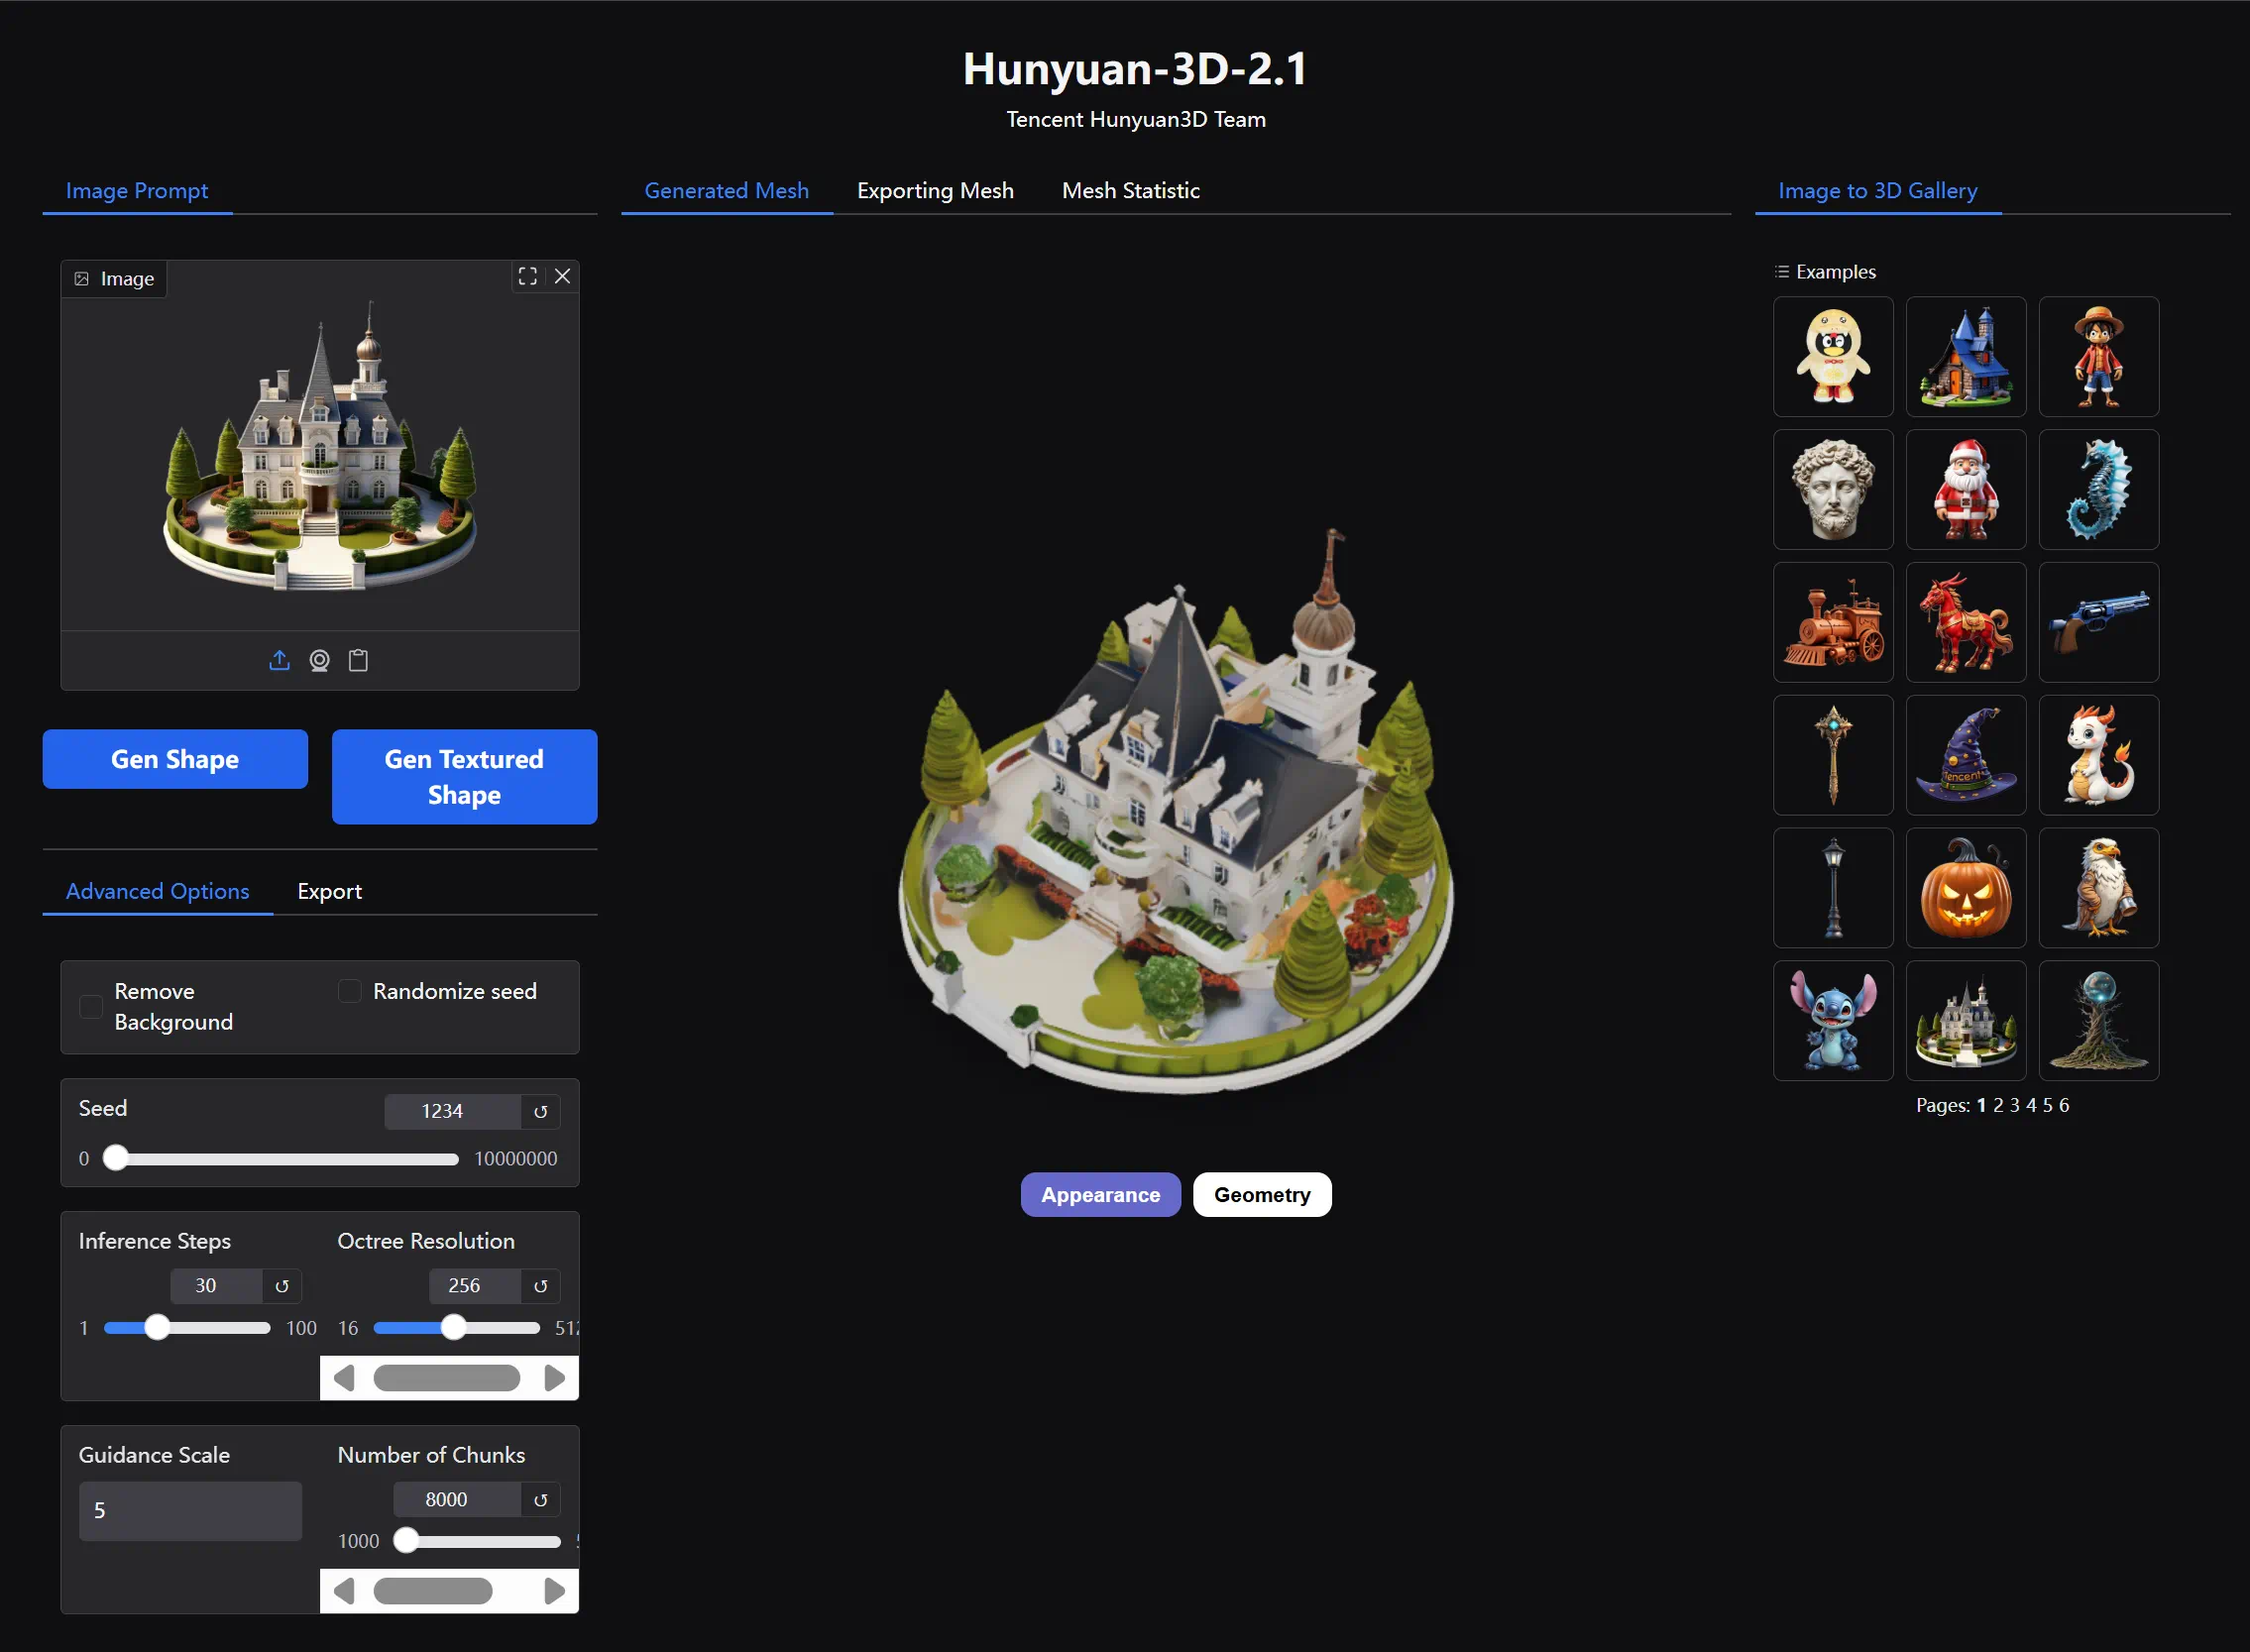 Hunyuan-3D-2.1
Tencent Hunyuan3D Team
Image Prompt
Generated Mesh
Exporting Mesh
Mesh Statistic
Image to 3D Gallery
Image
Gen Shape
Gen Textured
Shape
Advanced Options
Export
Remove
Background
Randomize seed
Seed
1234
0
10000000
Inference Steps
30
1
100
Octree Resolution
256
16
512
Guidance Scale
5
Number of Chunks
8000
1000
Appearance
Geometry
Examples
Tencent
Pages: 1 2 3 4 5 6